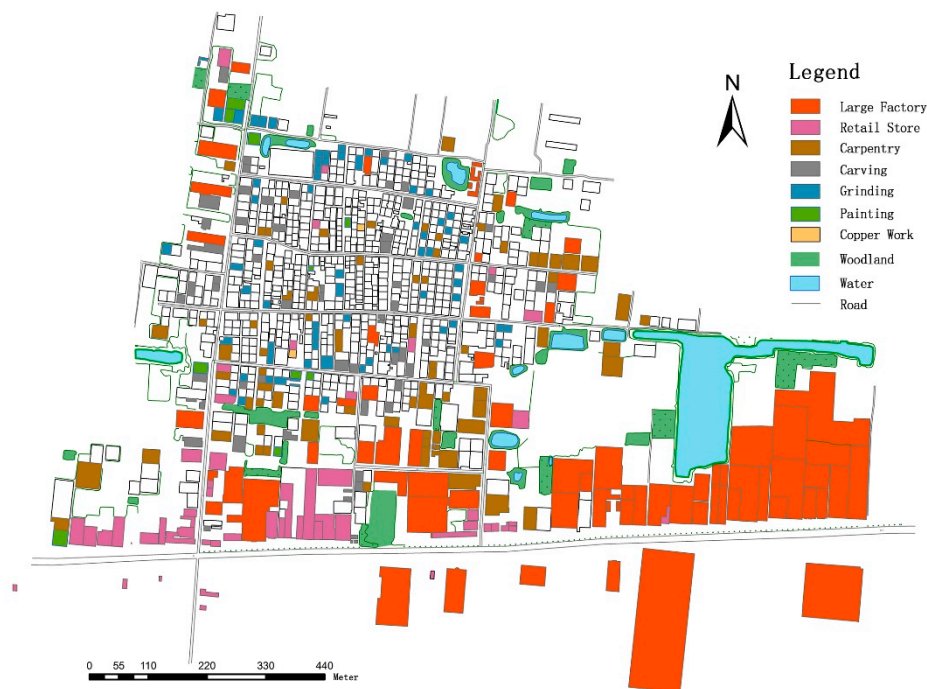 N
Legend
Large Factory
Retail Store
Carpentry
Carving
Grinding
Painting
Copper Work
Woodland
Water
Road
0 55 110 220 330 440
Meter